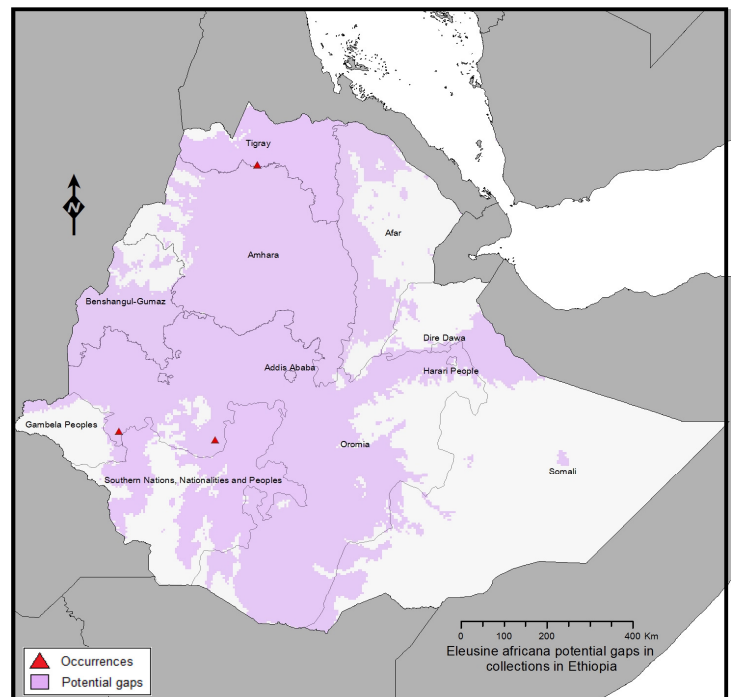 Tigray
N
Afar
Amhara
Benshangul-Gumaz
Dire Dawa
Addis Ababa
Harari People
Gambela Peoples
Oromia
Somali
Southern Nations, Nationalities and Peoples
0 100 200 400 Km
Eleusine africana potential gaps in
collections in Ethiopia
Occurrences
Potential gaps